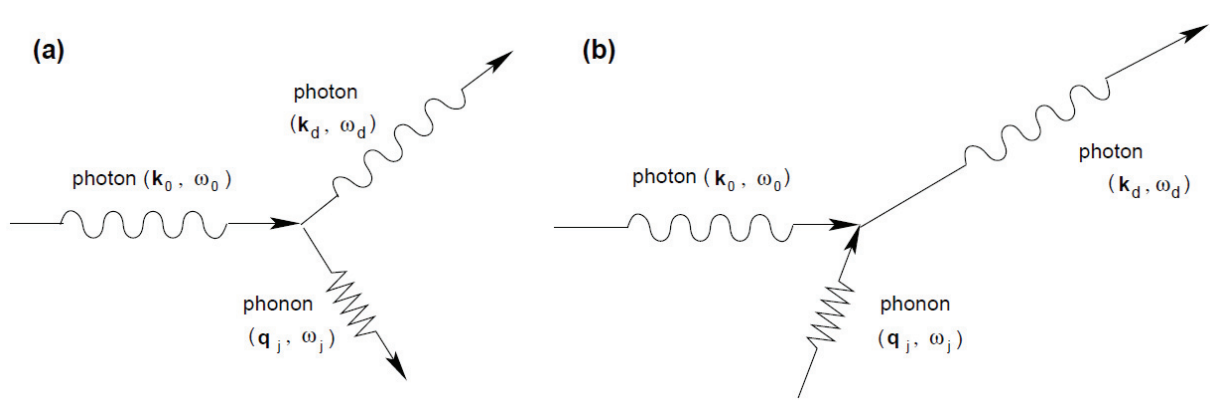 (a)
photon
(k_d , ω_d)
photon (k_0 , ω_0)
phonon
(q_j , ω_j)
(b)
photon (k_0 , ω_0)
photon
(k_d, ω_d)
phonon
(q_j , ω_j)